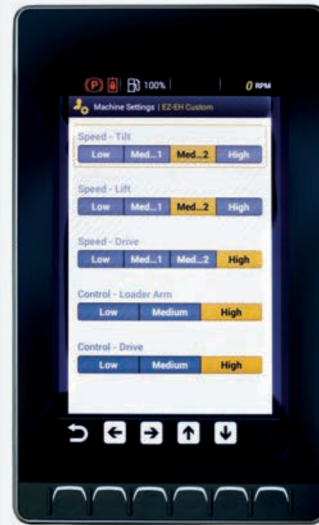 (P) 100% 0 RPM
Machine Settings | EZ-EH Custom
Speed - Tilt
Low Med...1 Med...2 High
Speed - Lift
Low Med...1 Med...2 High
Speed - Drive
Low Med...1 Med...2 High
Control - Loader Arm
Low Medium High
Control - Drive
Low Medium High